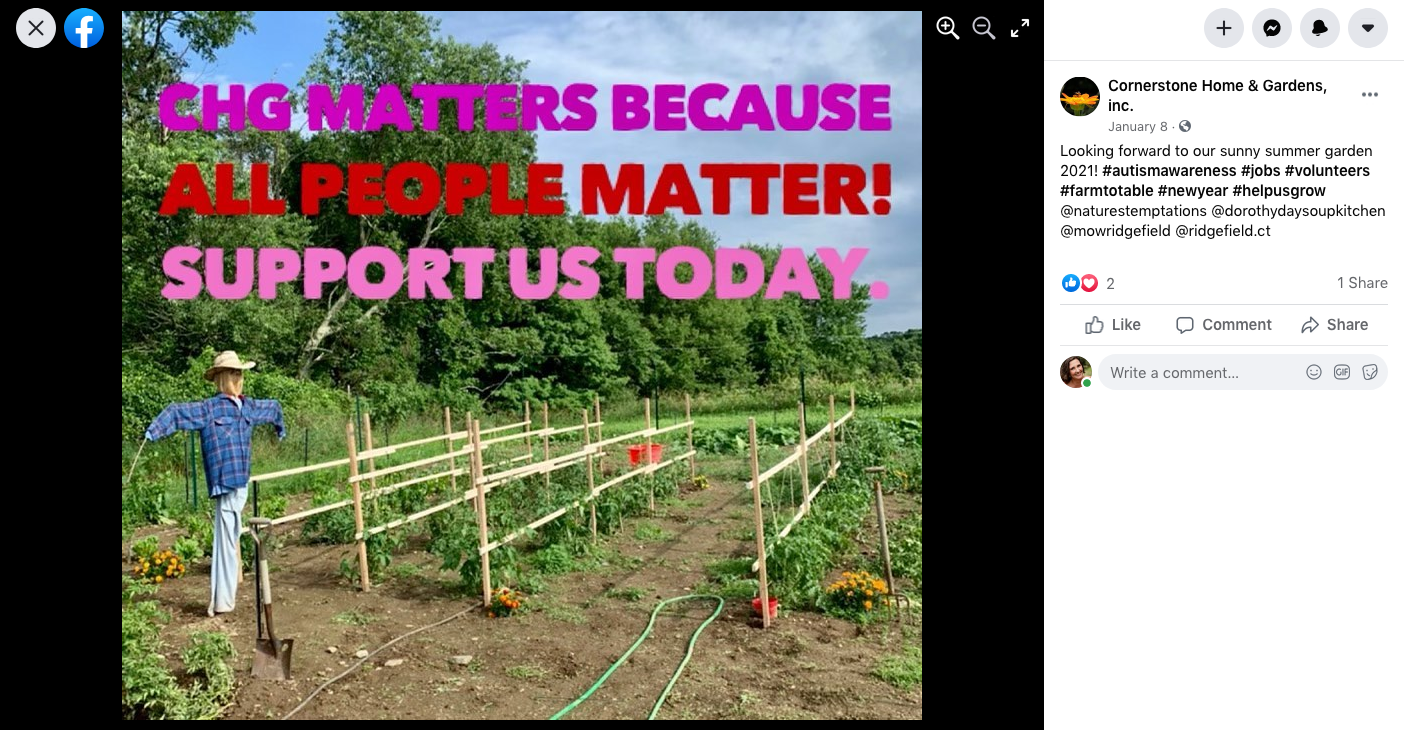 CHG MATTERS BECAUSE
ALL PEOPLE MATTER!
SUPPORT US TODAY.
Cornerstone Home & Gardens,
inc.
January 8 ·
Looking forward to our sunny summer garden
2021! #autismawareness #jobs #volunteers
#farmtotable #newyear #helpusgrow
@naturestemptations @dorothydaysoupkitchen
@mowridgefield @ridgefield.ct
2
1 Share
Like
Comment
Share
Write a comment...
GIF